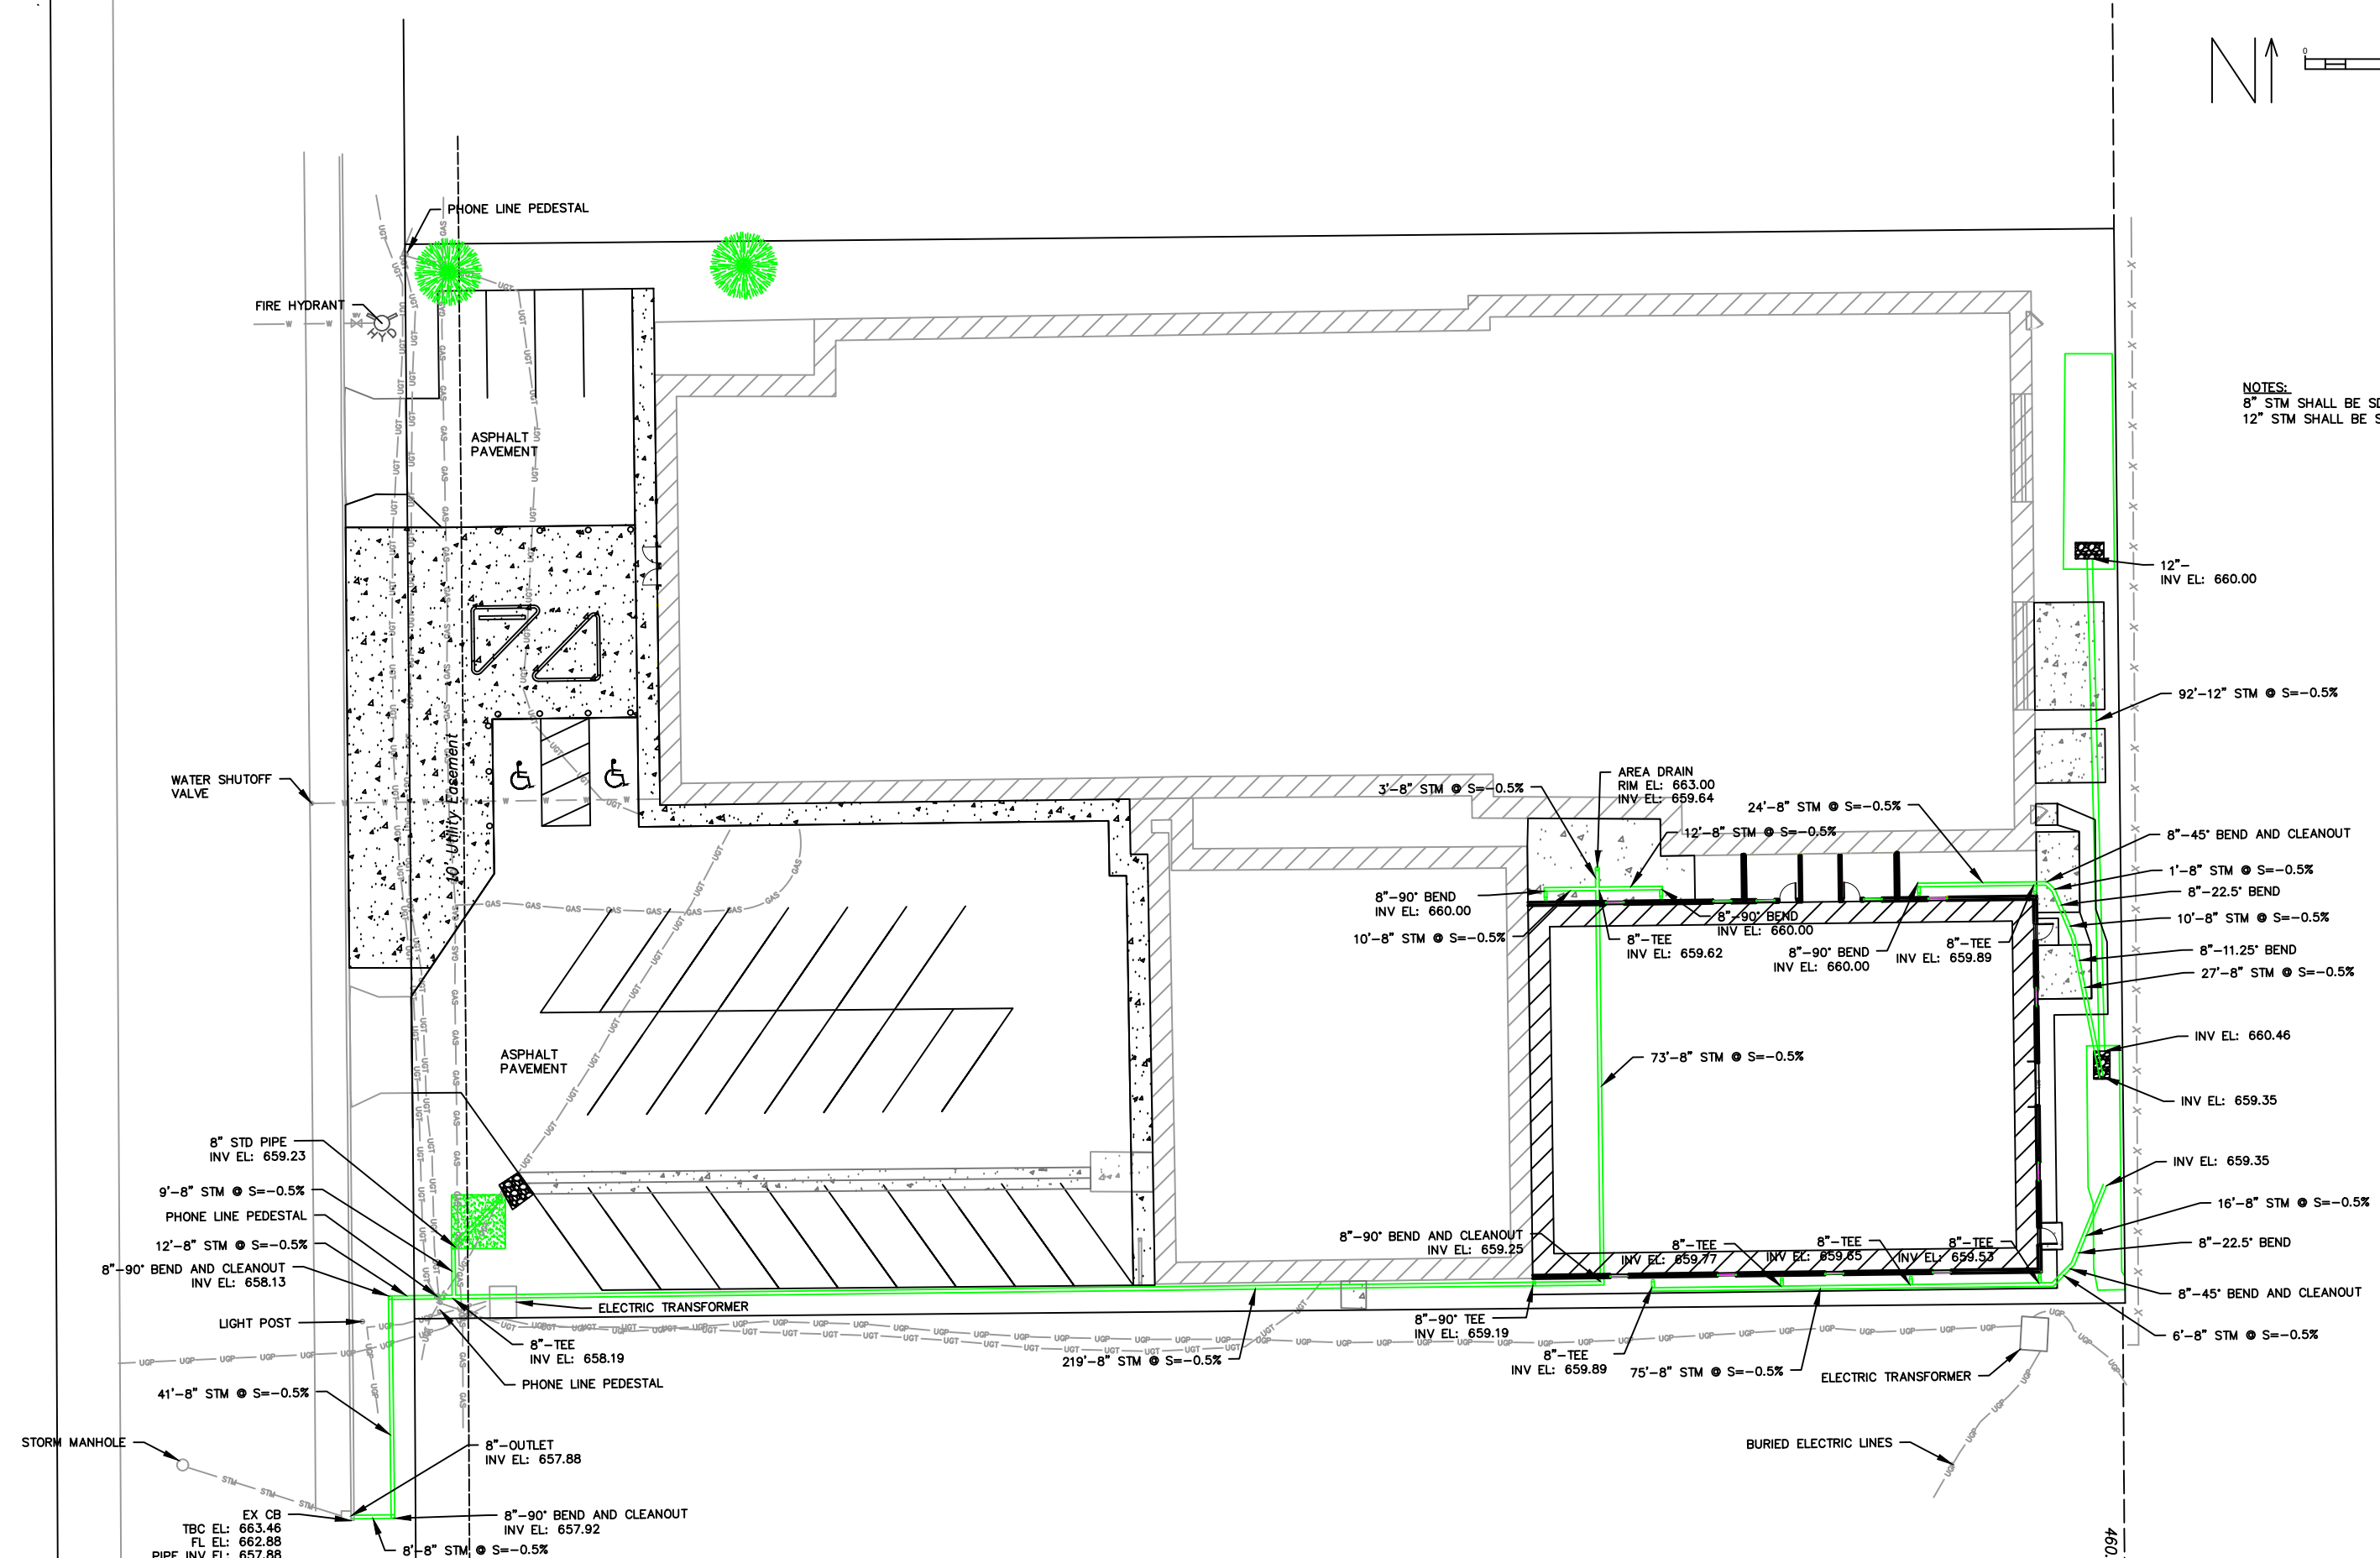 0
PHONE LINE PEDESTAL
FIRE HYDRANT
NOTES:
8" STM SHALL BE
12" STM SHALL BE
ASPHALT
PAVEMENT
12"-
INV EL: 660.00
92'-12" STM @ S=-0.5%
WATER SHUTOFF
VALVE
10' Utility Easement
3'-8" STM @ S=-0.5%
AREA DRAIN
RIM EL: 663.00
INV EL: 659.64
24'-8" STM @ S=-0.5%
12'-8" STM @ S=-0.5%
8"-45° BEND AND CLEANOUT
1'-8" STM @ S=-0.5%
8"-22.5° BEND
8"-90° BEND
INV EL: 660.00
8"-90° BEND
INV EL: 660.00
10'-8" STM @ S=-0.5%
10'-8" STM @ S=-0.5%
8"-TEE
INV EL: 659.62
8"-90° BEND
INV EL: 660.00
8"-TEE
INV EL: 659.89
8"-11.25° BEND
27'-8" STM @ S=-0.5%
INV EL: 660.46
73'-8" STM @ S=-0.5%
ASPHALT
PAVEMENT
INV EL: 659.35
8" STD PIPE
INV EL: 659.23
INV EL: 659.35
9'-8" STM @ S=-0.5%
16'-8" STM @ S=-0.5%
PHONE LINE PEDESTAL
12'-8" STM @ S=-0.5%
8"-90° BEND AND CLEANOUT
INV EL: 659.25
8"-TEE
INV EL: 659.77
8"-TEE
INV EL: 659.65
8"-TEE
INV EL: 659.53
8"-22.5° BEND
8"-90° BEND AND CLEANOUT
INV EL: 658.13
8"-45° BEND AND CLEANOUT
ELECTRIC TRANSFORMER
LIGHT POST
8"-90° TEE
INV EL: 659.19
6'-8" STM @ S=-0.5%
8"-TEE
INV EL: 658.19
219'-8" STM @ S=-0.5%
8"-TEE
INV EL: 659.89
75'-8" STM @ S=-0.5%
ELECTRIC TRANSFORMER
PHONE LINE PEDESTAL
41'-8" STM @ S=-0.5%
STORM MANHOLE
8"-OUTLET
INV EL: 657.88
BURIED ELECTRIC LINES
EX CB
TBC EL: 663.46
FL EL: 662.88
PIPE INV EL: 657.88
8"-90° BEND AND CLEANOUT
INV EL: 657.92
8'-8" STM @ S=-0.5%
460.